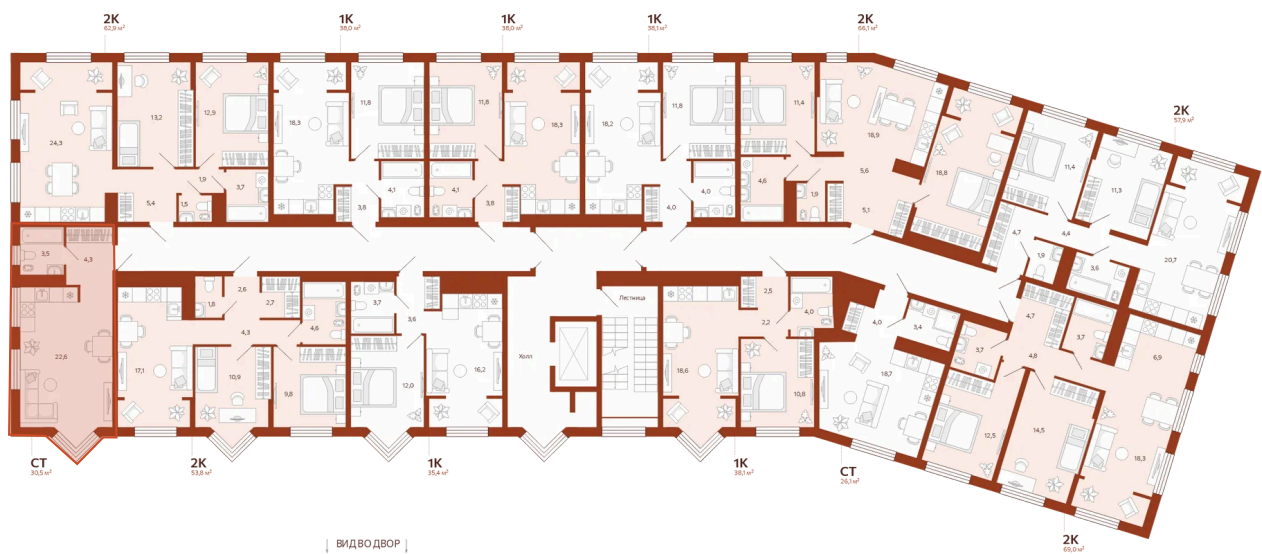 2К
62,9 м²
1К
38,0 м²
1К
38,0 м²
1К
38,1 м²
2К
66,1 м²
2К
57,9 м²
24,3
13,2
12,9
18,3
11,8
11,8
18,3
18,2
11,8
11,4
18,9
18,8
11,4
11,3
20,7
5,4
1,9
1,5
3,7
3,8
4,1
4,1
3,8
4,0
4,0
4,6
1,9
5,6
5,1
4,7
4,4
1,9
3,6
3,5
4,3
22,6
17,1
1,8
2,6
2,7
4,3
4,6
10,9
9,8
3,7
3,6
12,0
16,2
Холл
Лестница
18,6
2,5
2,2
4,0
10,8
4,0
3,4
18,7
3,7
4,7
4,8
3,7
6,9
12,5
14,5
18,3
СТ
30,5 м²
2К
53,8 м²
1К
35,4 м²
1К
38,1 м²
СТ
26,1 м²
2К
69,0 м²
ВИД ВО ДВОР